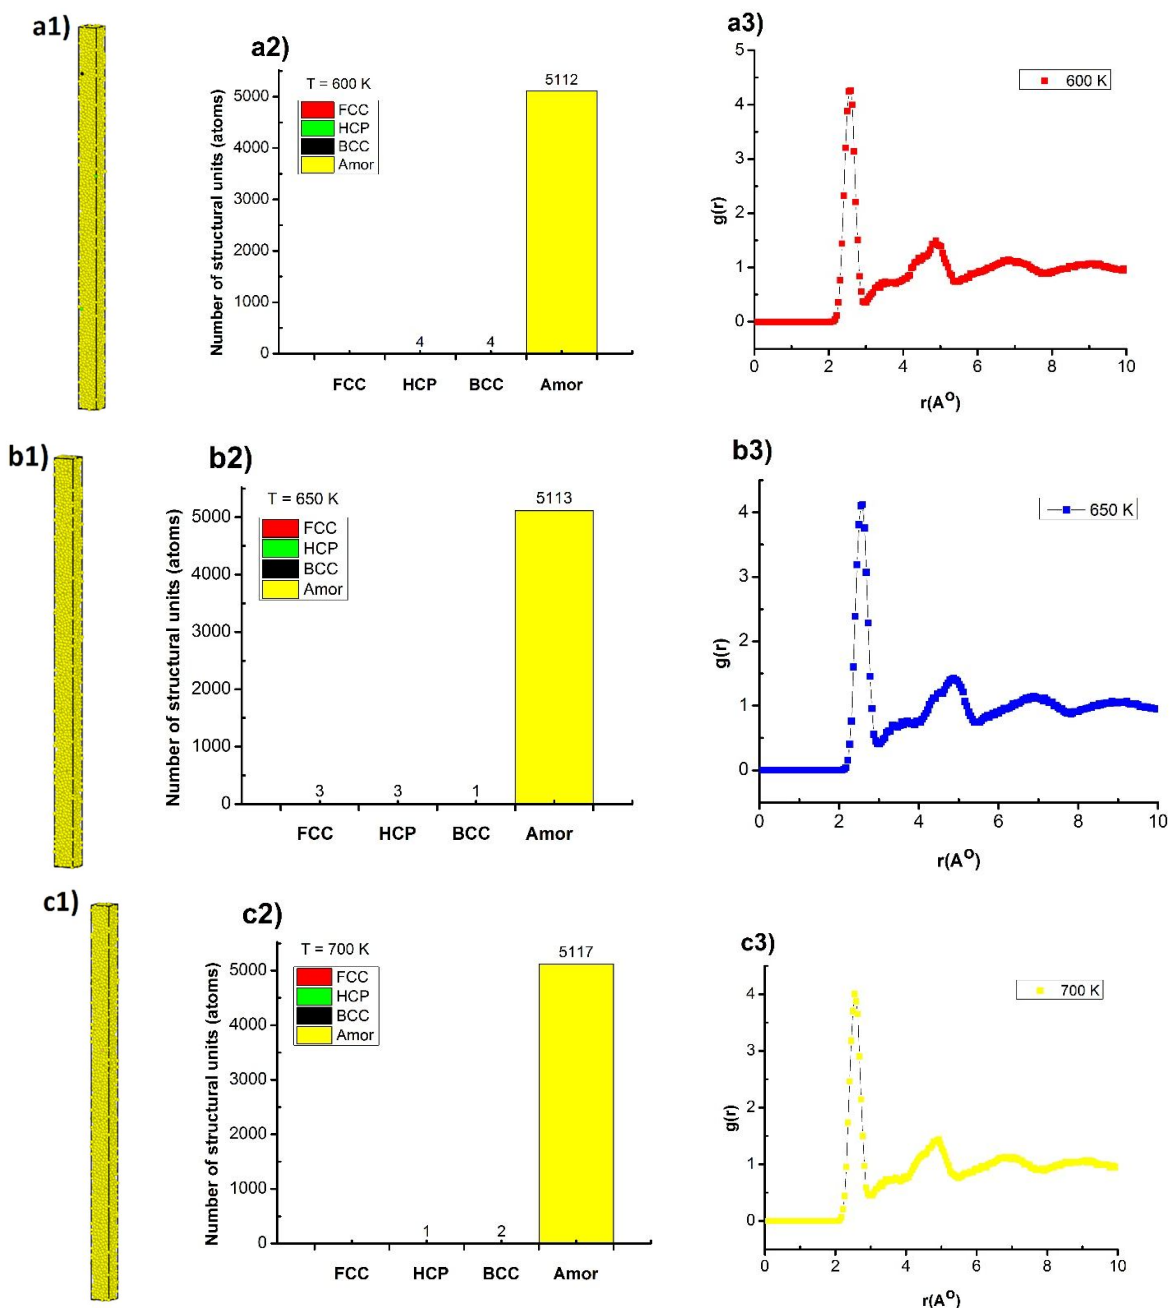 a1)
a2)
T = 600 K
FCC
HCP
BCC
Amor
Number of structural units (atoms)
5000
4000
3000
2000
1000
0
4
4
5112
FCC HCP BCC Amor
a3)
600 K
g(r)
5
4
3
2
1
0
0 2 4 6 8 10
r(A°)
b1)
b2)
T = 650 K
FCC
HCP
BCC
Amor
Number of structural units (atoms)
5000
4000
3000
2000
1000
0
3
3
1
5113
FCC HCP BCC Amor
b3)
650 K
g(r)
4
3
2
1
0
0 2 4 6 8 10
r(A°)
c1)
c2)
T = 700 K
FCC
HCP
BCC
Amor
Number of structural units (atoms)
5000
4000
3000
2000
1000
0
1
2
5117
FCC HCP BCC Amor
c3)
700 K
g(r)
4
3
2
1
0
0 2 4 6 8 10
r(A°)